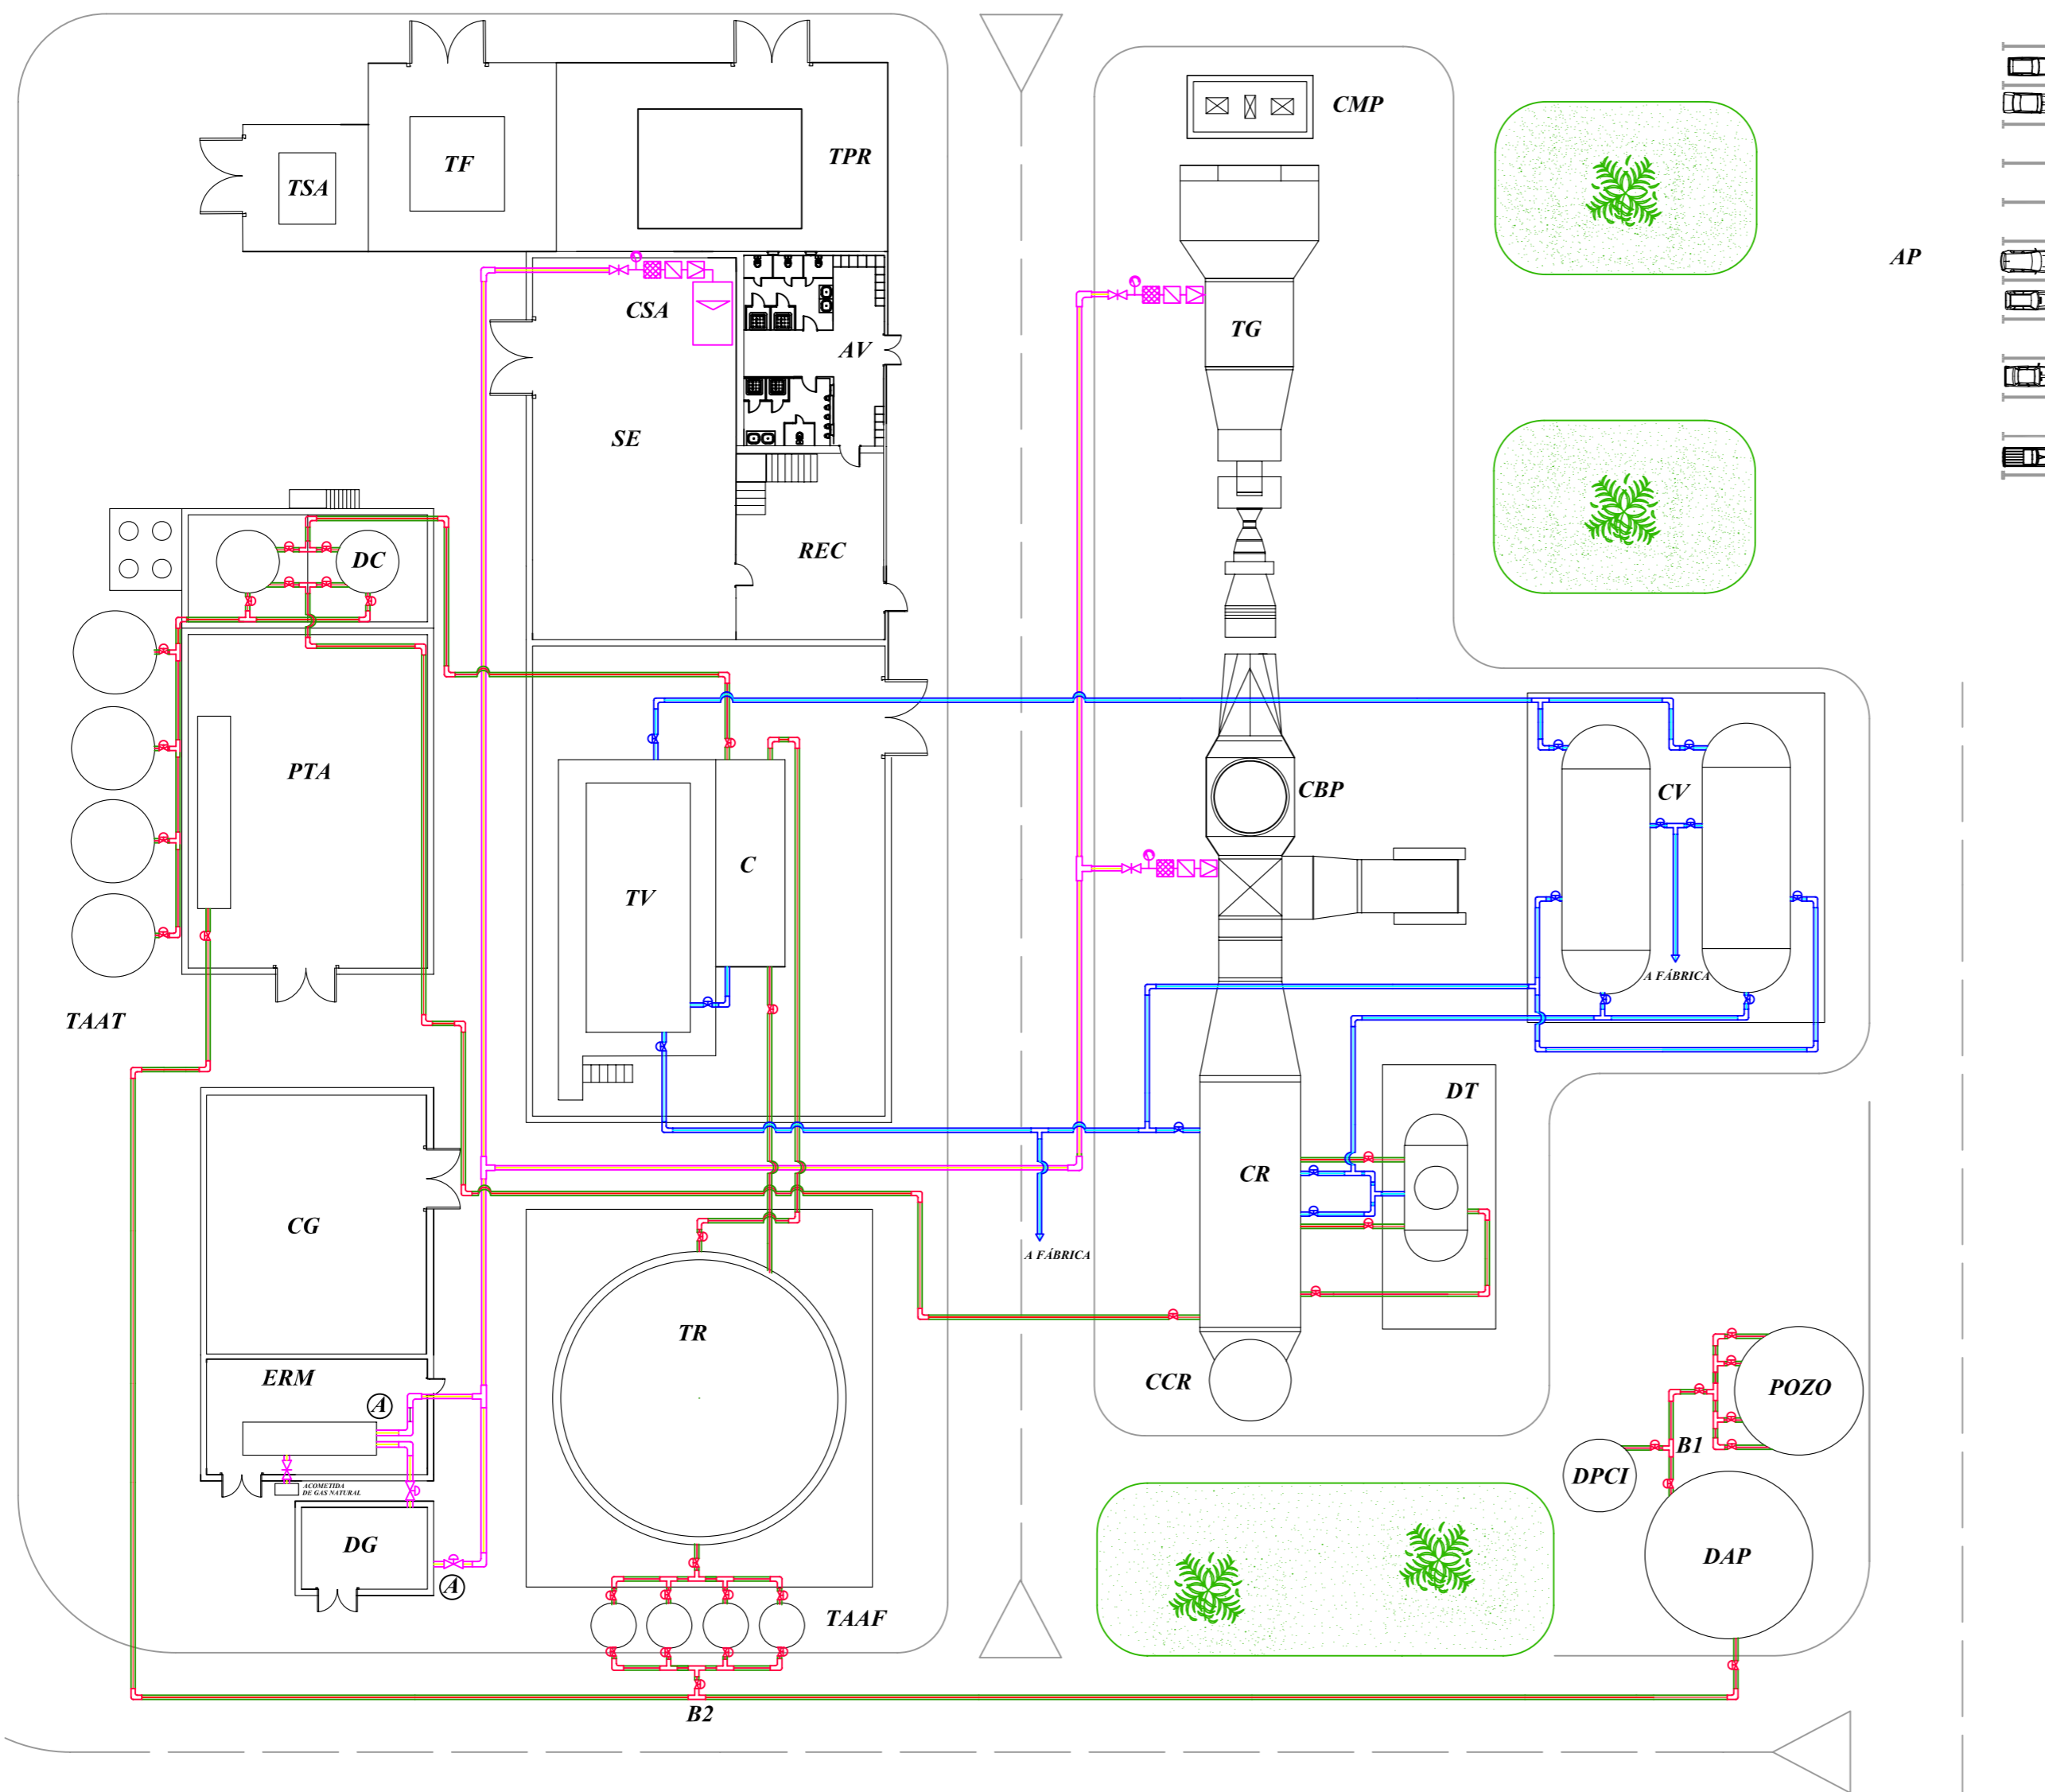 CMP
TSA
TF
TPR
AP
CSA
TG
AV
SE
REC
DC
PTA
CBP
CV
C
TV
A FÁBRICA
TAAT
DT
CR
CG
A FÁBRICA
TR
ERM
CCR
POZO
A
B1
DPCI
ACOMETIDA
DE GAS NATURAL
DG
DAP
A
TAAF
B2